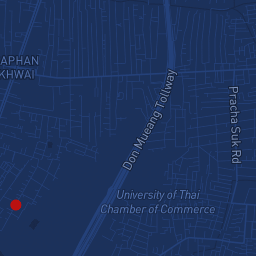 APHAN
KHWAI
Don Mueang Tollway
Pracha Suk Rd
University of Thai
Chamber of Commerce